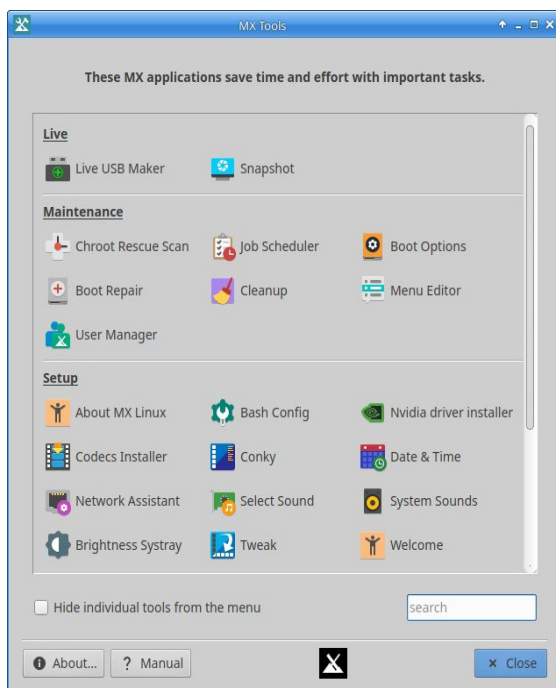 MX Tools
These MX applications save time and effort with important tasks.
Live
Live USB Maker Snapshot
Maintenance
Chroot Rescue Scan Job Scheduler Boot Options
Boot Repair Cleanup Menu Editor
User Manager
Setup
About MX Linux Bash Config Nvidia driver installer
Codecs Installer Conky Date & Time
Network Assistant Select Sound System Sounds
Brightness Systray Tweak Welcome
Hide individual tools from the menu search
About... ? Manual Close